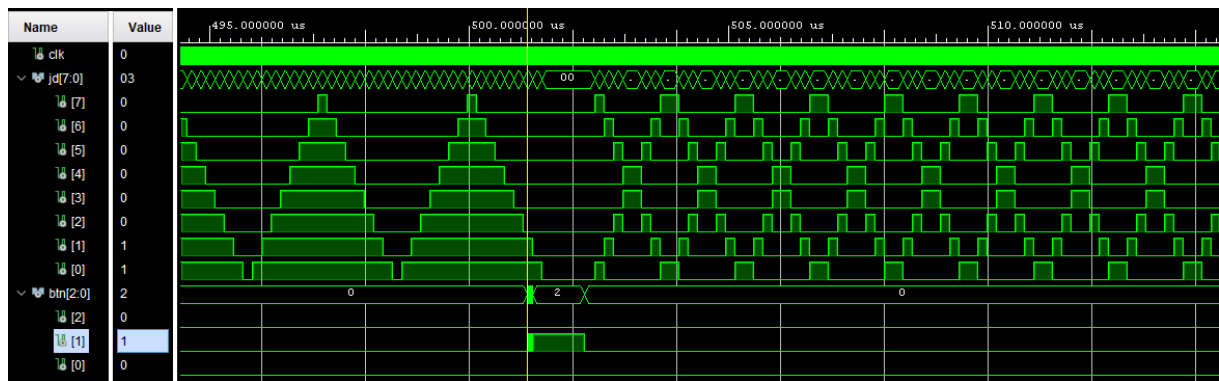 Name Value 495.000000 us 500.000000 us 505.000000 us 510.000000 us
clk 0
jd[7:0] 03 00
[7] 0
[6] 0
[5] 0
[4] 0
[3] 0
[2] 0
[1] 1
[0] 1
btn[2:0] 2 0 2 0
[2] 0
[1] 1
[0] 0